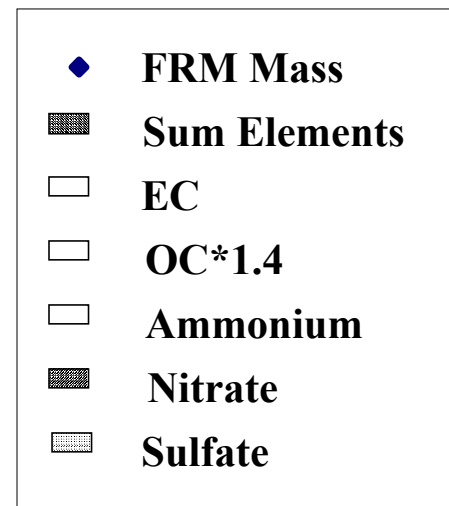 FRM Mass
Sum Elements
EC
OC*1.4
Ammonium
Nitrate
Sulfate